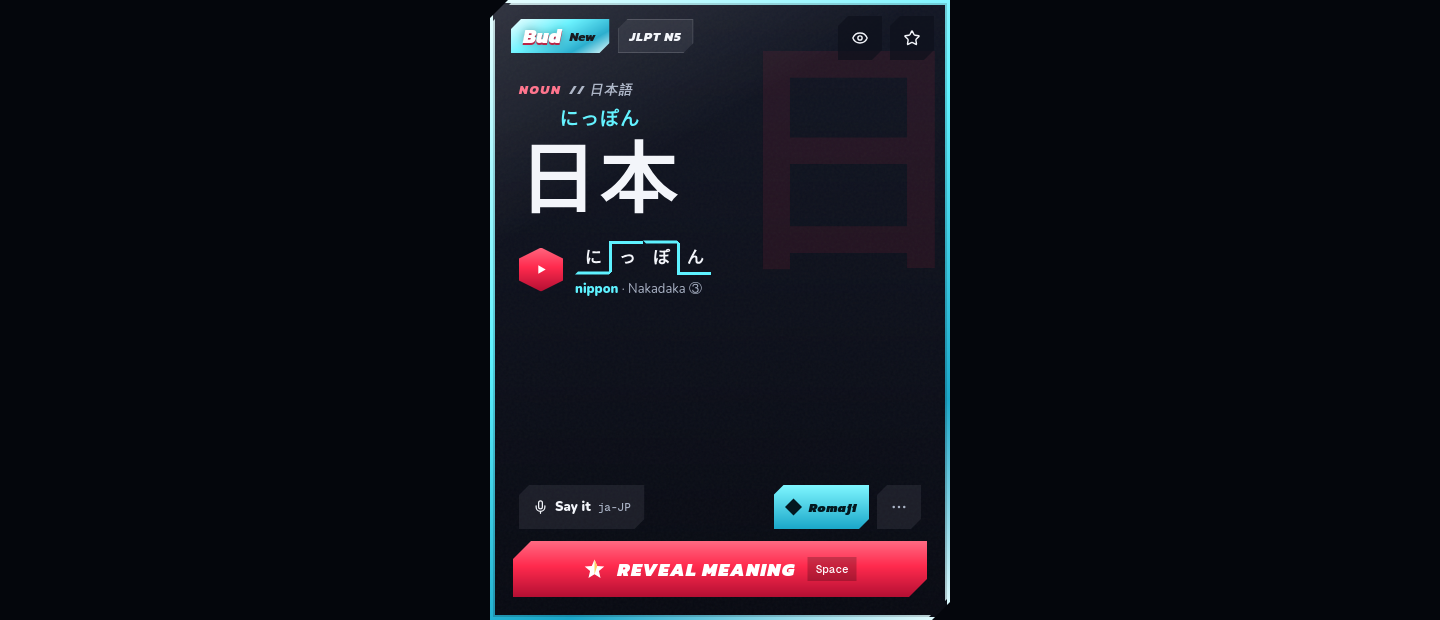 Bud New JLPT N5
NOUN // 日本語
にっぽん
日本
日
にっぽん
nippon · Nakadaka ③
Say it ja-JP
Romaji
REVEAL MEANING Space